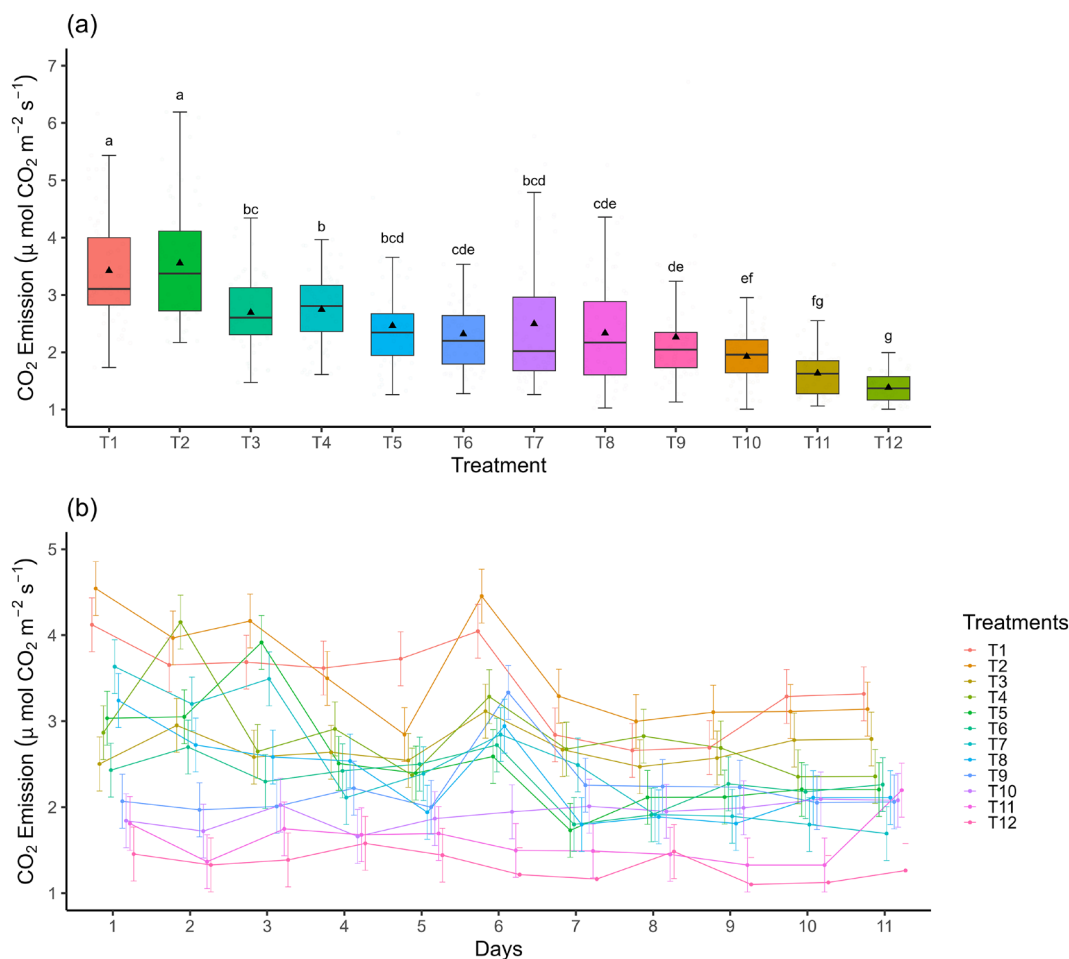 (a)
CO₂ Emission (μ mol CO₂ m⁻² s⁻¹)
7
6
5
4
3
2
1
a
a
bc
b
bcd
cde
bcd
cde
de
ef
fg
g
T1 T2 T3 T4 T5 T6 T7 T8 T9 T10 T11 T12
Treatment
(b)
CO₂ Emission (μ mol CO₂ m⁻² s⁻¹)
5
4
3
2
1
1 2 3 4 5 6 7 8 9 10 11
Days
Treatments
T1
T2
T3
T4
T5
T6
T7
T8
T9
T10
T11
T12